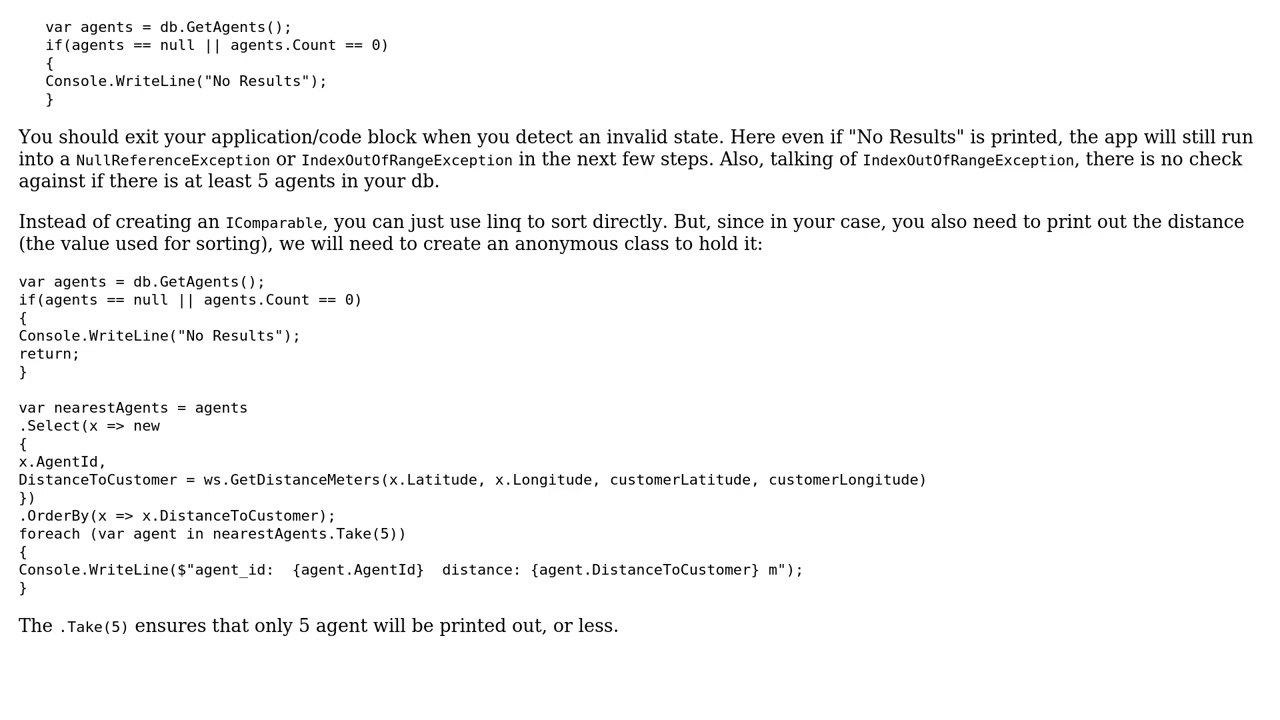 var agents = db.GetAgents();
if(agents == null || agents.Count == 0)
{
Console.WriteLine("No Results");
}
You should exit your application/code block when you detect an invalid state. Here even if "No Results" is printed, the app will still run
into a NullReferenceException or IndexOutOfRangeException in the next few steps. Also, talking of IndexOutOfRangeException, there is no check
against if there is at least 5 agents in your db.
Instead of creating an IComparable, you can just use linq to sort directly. But, since in your case, you also need to print out the distance
(the value used for sorting), we will need to create an anonymous class to hold it:
var agents = db.GetAgents();
if(agents == null || agents.Count == 0)
{
Console.WriteLine("No Results");
return;
}
var nearestAgents = agents
.Select(x => new
{
x.AgentId,
DistanceToCustomer = ws.GetDistanceMeters(x.Latitude, x.Longitude, customerLatitude, customerLongitude)
})
.OrderBy(x => x.DistanceToCustomer);
foreach (var agent in nearestAgents.Take(5))
{
Console.WriteLine($"agent_id:  {agent.AgentId}  distance: {agent.DistanceToCustomer} m");
}
The .Take(5) ensures that only 5 agent will be printed out, or less.